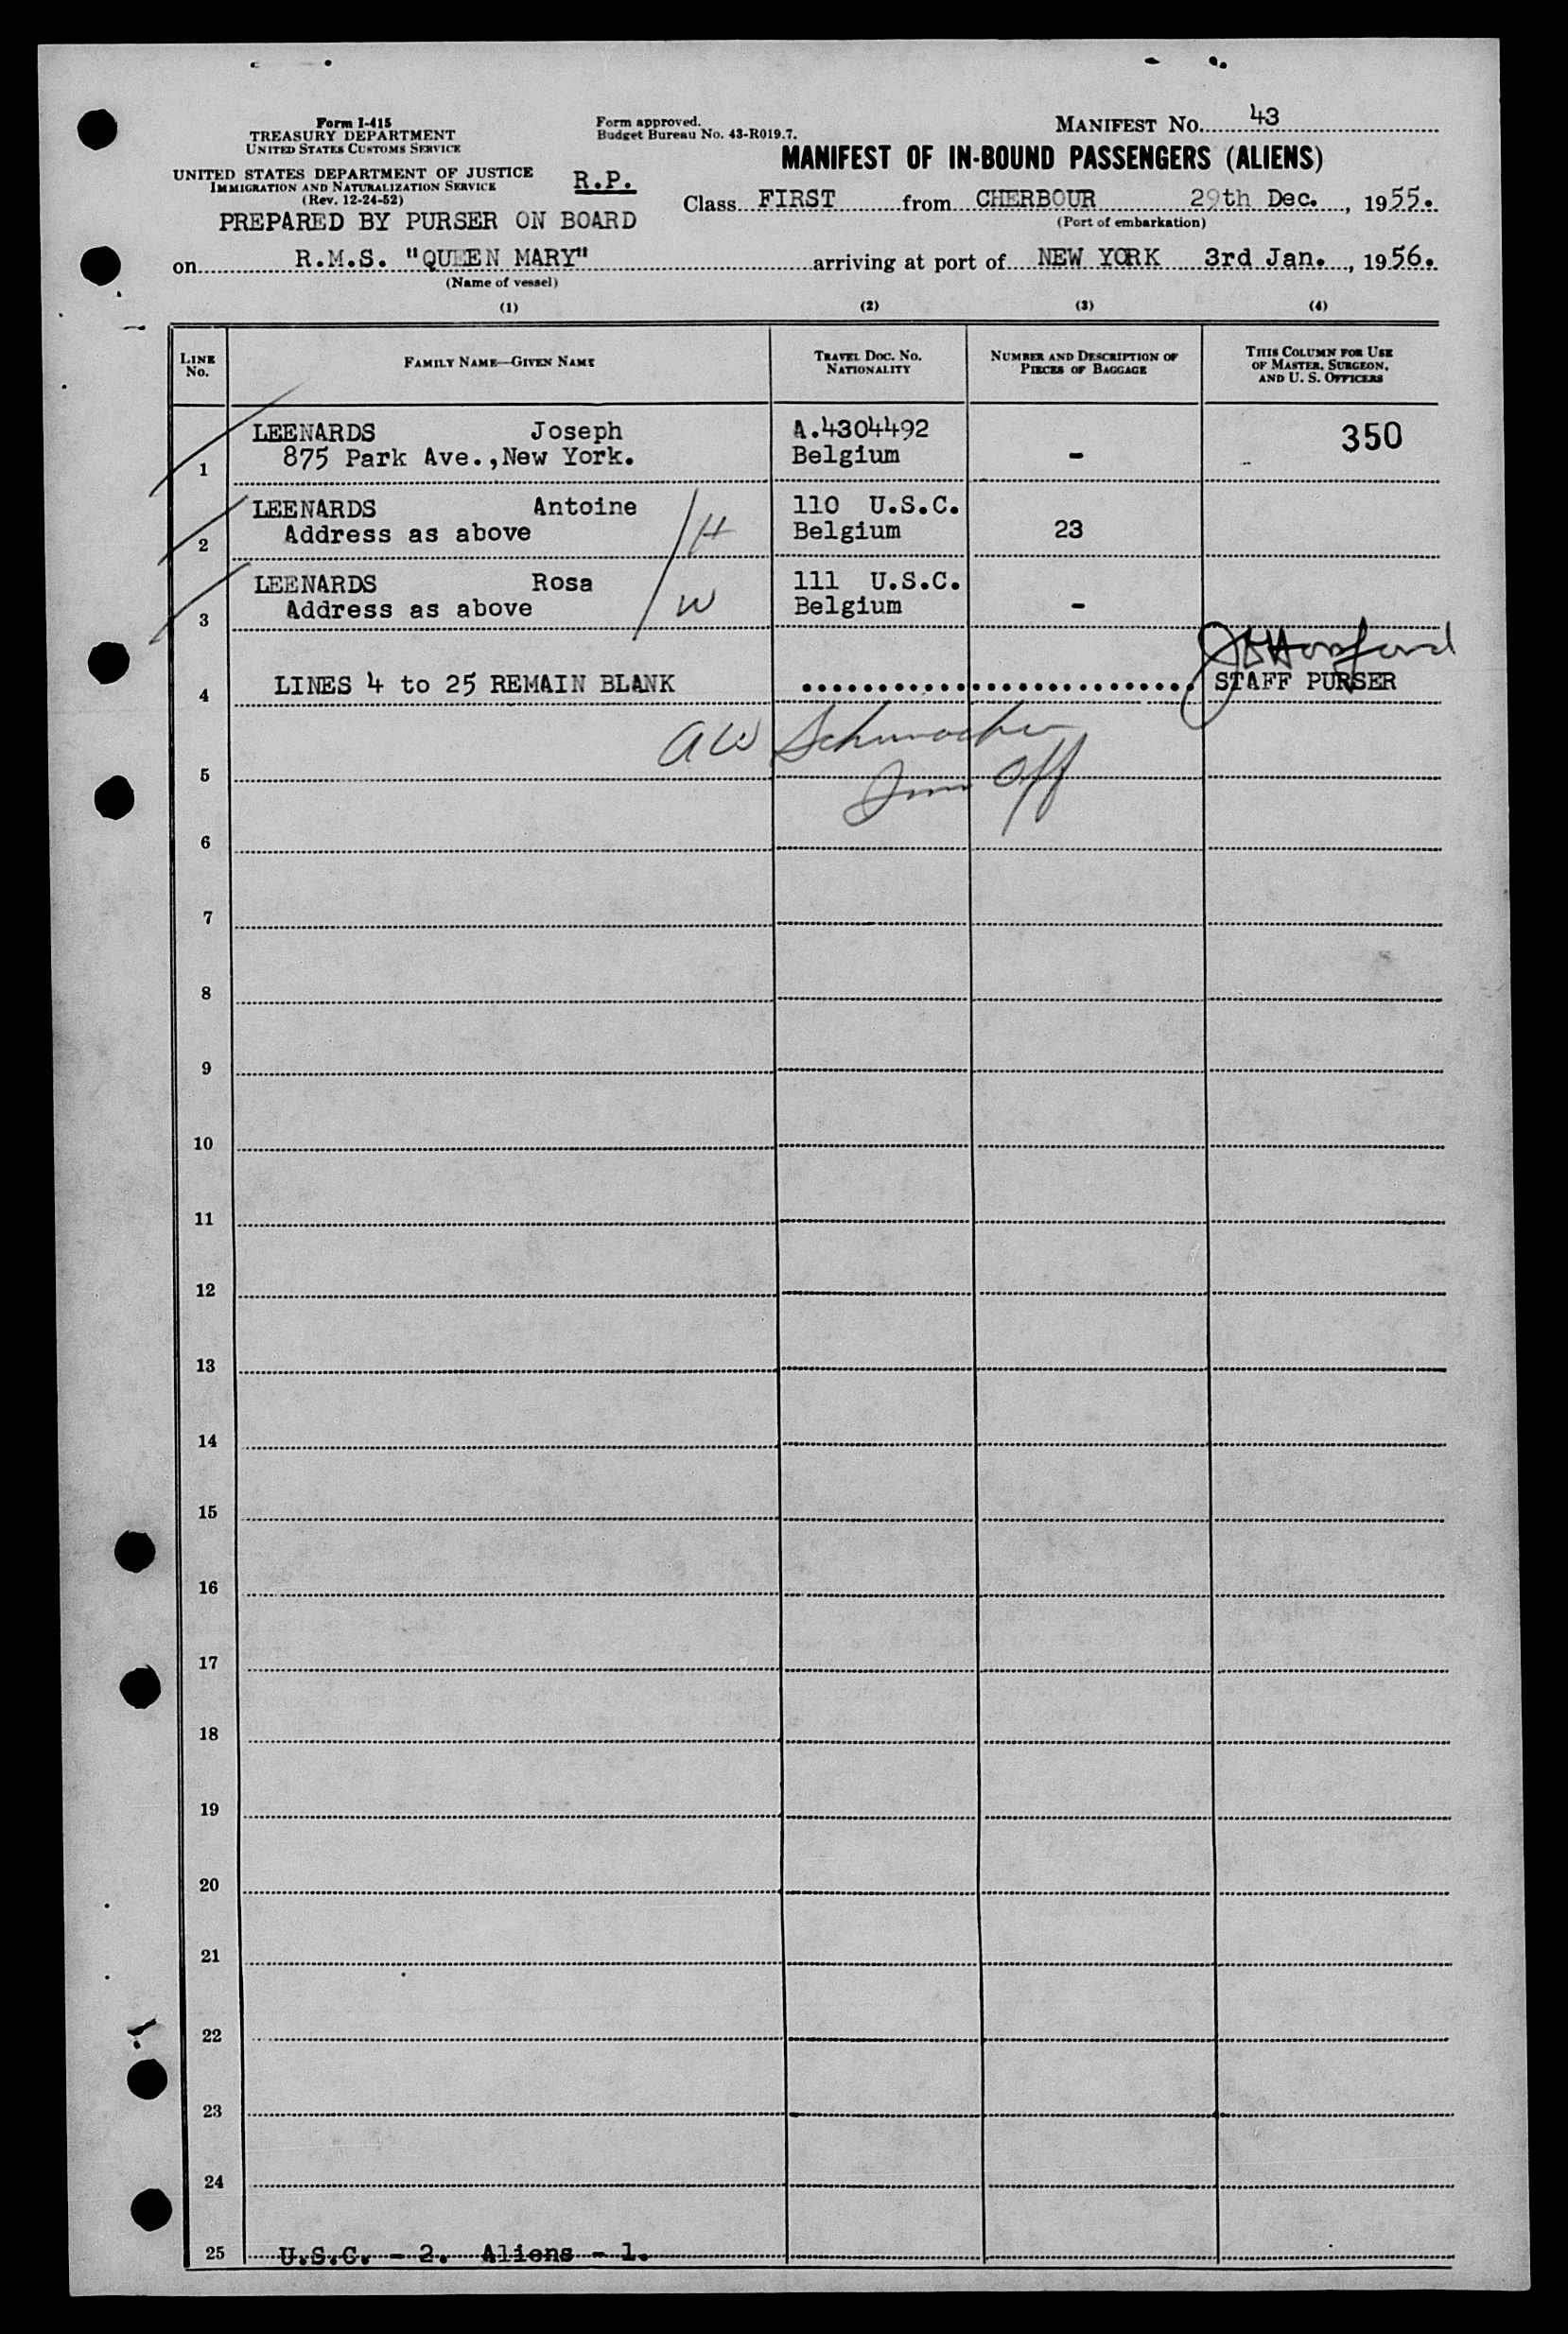 Form I-415
TREASURY DEPARTMENT
UNITED STATES CUSTOMS SERVICE
UNITED STATES DEPARTMENT OF JUSTICE
IMMIGRATION AND NATURALIZATION SERVICE
(Rev. 12-24-52)
PREPARED BY PURSER ON BOARD
Form approved.
Budget Bureau No. 43-R019.7.
R.P.
MANIFEST NO. 43
MANIFEST OF IN-BOUND PASSENGERS (ALIENS)
Class FIRST from CHERBOUR 29th Dec. , 1955.
(Port of embarkation)
on R.M.S. "QUEEN MARY" arriving at port of NEW YORK 3rd Jan. , 1956.
(Name of vessel)
(1) (2) (3) (4)
LINE NO. FAMILY NAME—GIVEN NAME TRAVEL DOC. NO. NATIONALITY NUMBER AND DESCRIPTION OF PIECES OF BAGGAGE THIS COLUMN FOR USE OF MASTER, SURGEON, AND U. S. OFFICERS
LEENARDS Joseph A.4304492 350
1 875 Park Ave.,New York. Belgium -
LEENARDS Antoine 110 U.S.C.
2 Address as above H Belgium 23
LEENARDS Rosa 111 U.S.C.
3 Address as above W Belgium -
4 LINES 4 to 25 REMAIN BLANK STAFF PURSER
AW Schumacher
5
Imm Off
6
7
8
9
10
11
12
13
14
15
16
17
18
19
20
21
22
23
24
25 U.S.C. - 2. Aliens - 1.